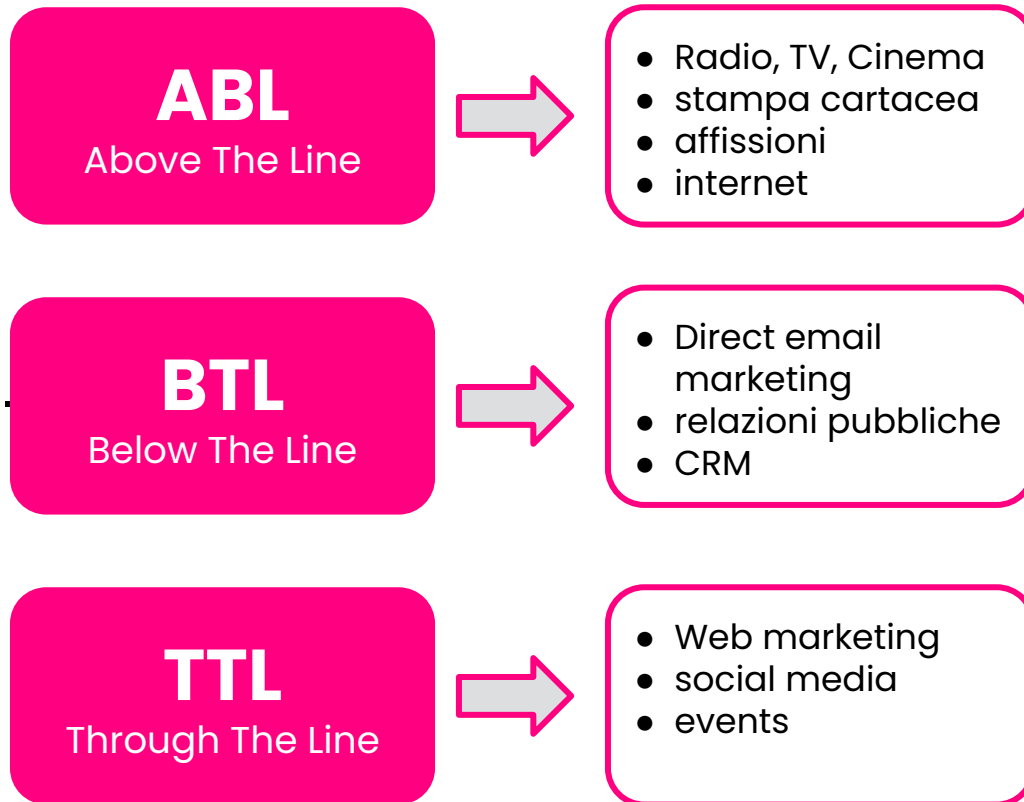 ABL
Above The Line
● Radio, TV, Cinema
● stampa cartacea
● affissioni
● internet
BTL
Below The Line
● Direct email
marketing
● relazioni pubbliche
● CRM
TTL
Through The Line
● Web marketing
● social media
● events